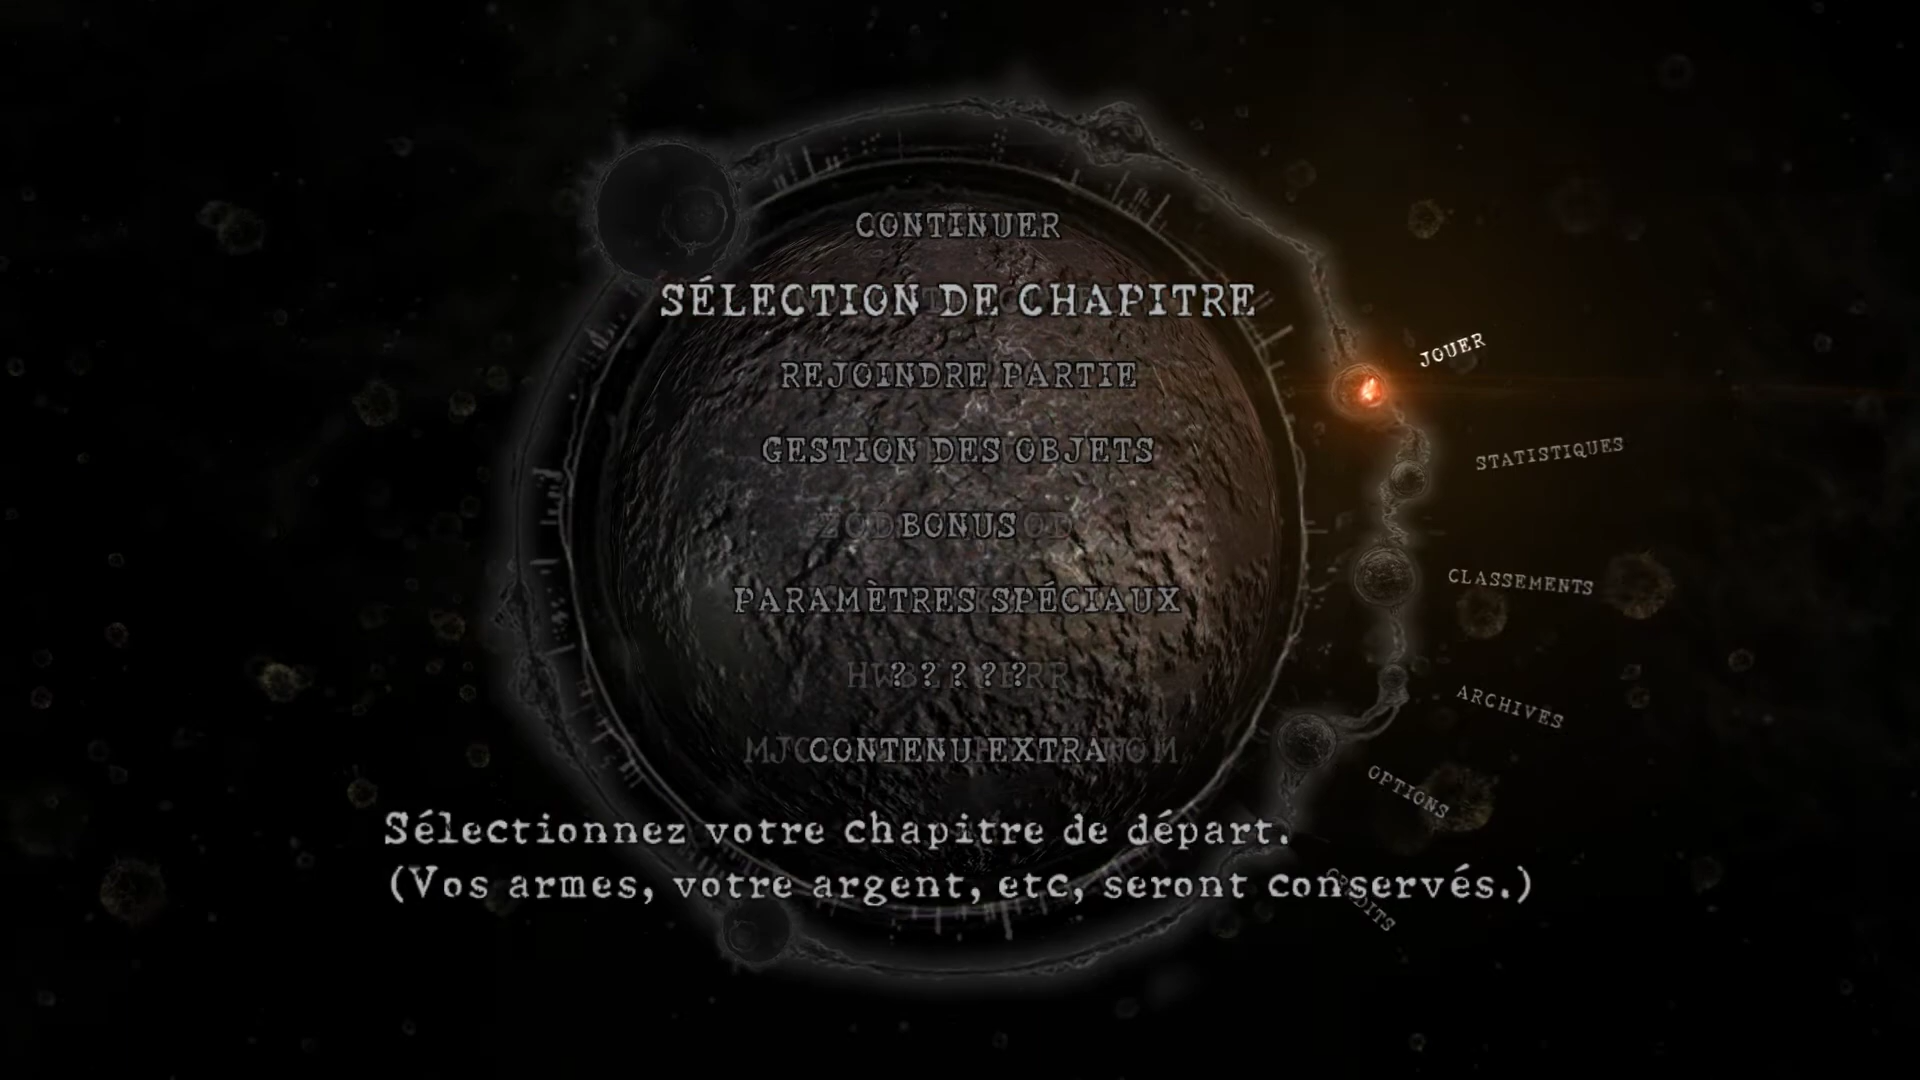 CONTINUER
SÉLECTION DE CHAPITRE
REJOINDRE PARTIE
GESTION DES OBJETS
BONUS
PARAMÈTRES SPÉCIAUX
? ? ? ? ?
CONTENU EXTRA
JOUER
STATISTIQUES
CLASSEMENTS
ARCHIVES
OPTIONS
Sélectionnez votre chapitre de départ.
(Vos armes, votre argent, etc, seront conservés.)